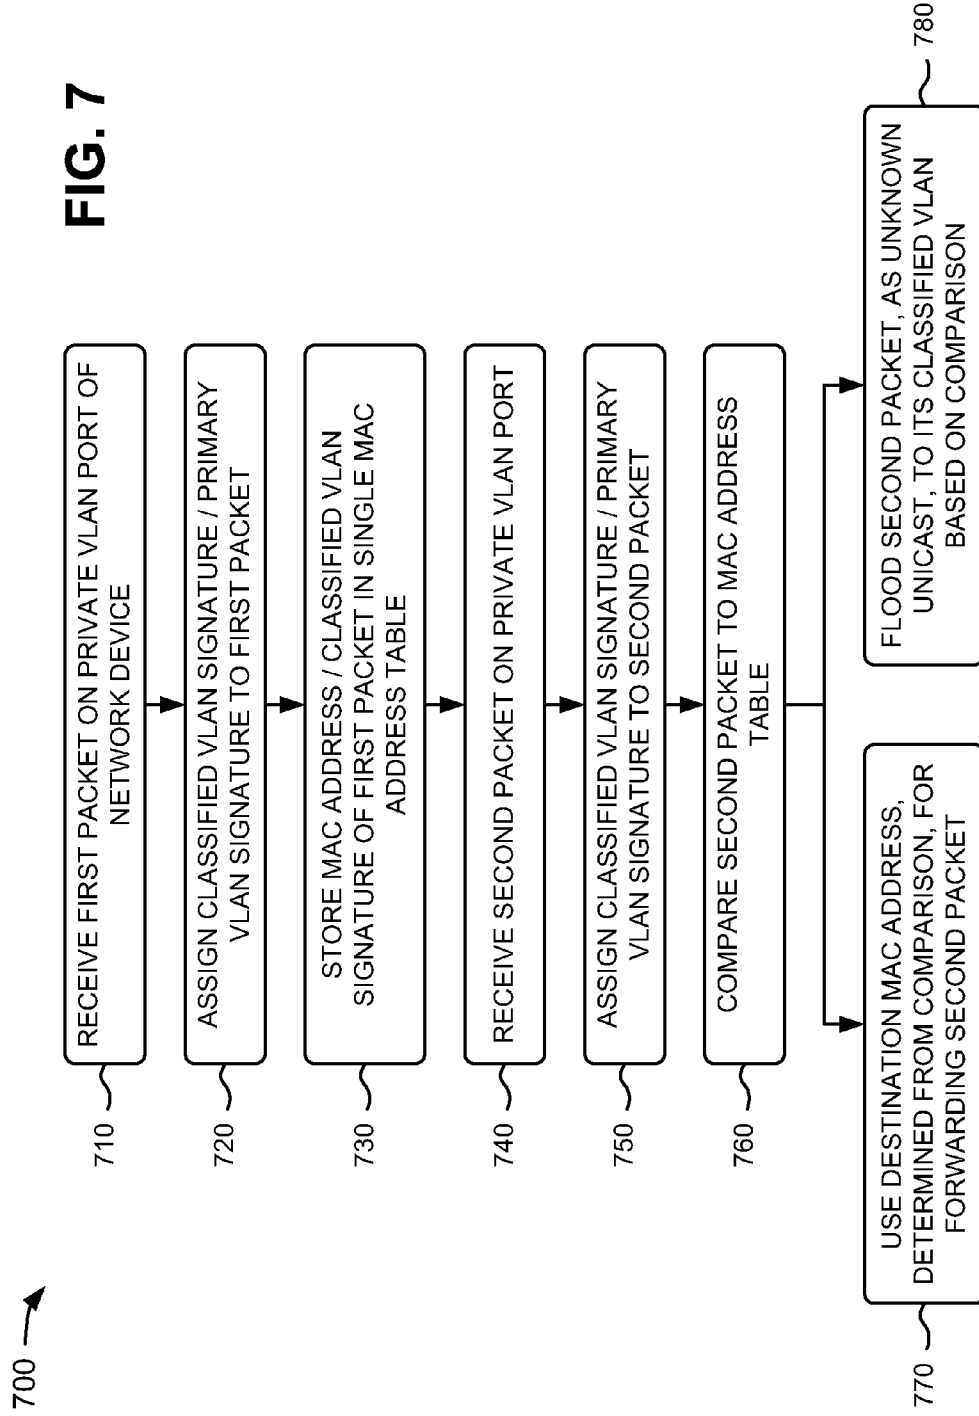 FIG. 7
700
710
RECEIVE FIRST PACKET ON PRIVATE VLAN PORT OF
NETWORK DEVICE
720
ASSIGN CLASSIFIED VLAN SIGNATURE / PRIMARY
VLAN SIGNATURE TO FIRST PACKET
730
STORE MAC ADDRESS / CLASSIFIED VLAN
SIGNATURE OF FIRST PACKET IN SINGLE MAC
ADDRESS TABLE
740
RECEIVE SECOND PACKET ON PRIVATE VLAN PORT
750
ASSIGN CLASSIFIED VLAN SIGNATURE / PRIMARY
VLAN SIGNATURE TO SECOND PACKET
760
COMPARE SECOND PACKET TO MAC ADDRESS
TABLE
770
USE DESTINATION MAC ADDRESS,
DETERMINED FROM COMPARISON, FOR
FORWARDING SECOND PACKET
780
FLOOD SECOND PACKET, AS UNKNOWN
UNICAST, TO ITS CLASSIFIED VLAN
BASED ON COMPARISON